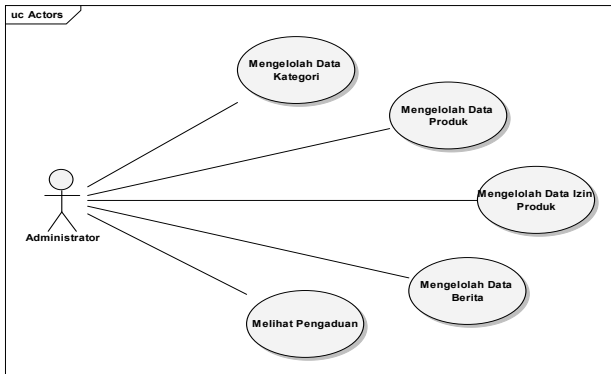 uc Actors
Mengelolah Data
Kategori
Mengelolah Data
Produk
Mengelolah Data Izin
Produk
Administrator
Mengelolah Data
Berita
Melihat Pengaduan